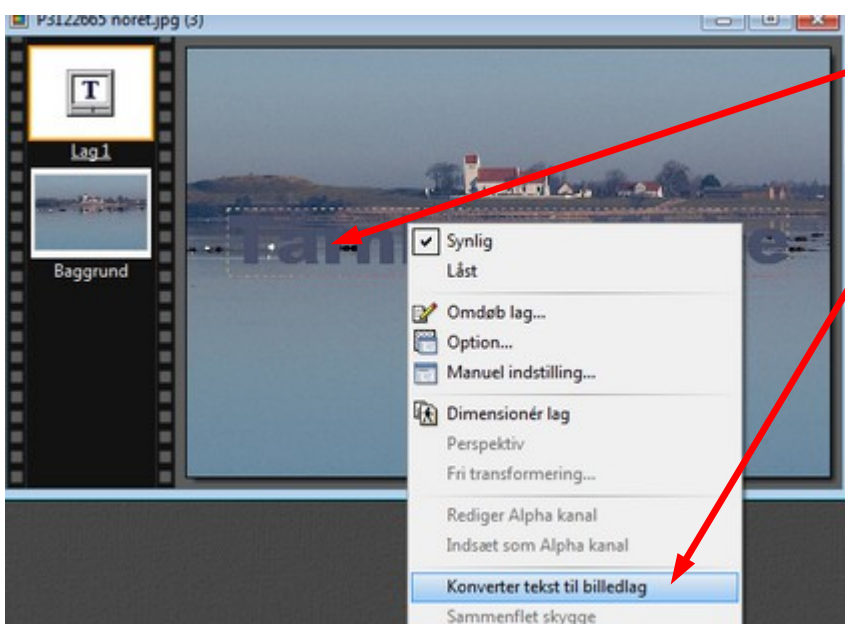 P3122665 noret.jpg (3)
T
Lag 1
Baggrund
Synlig
Låst
Omdøb lag...
Option...
Manuel indstilling...
Dimensionér lag
Perspektiv
Fri transformering...
Rediger Alpha kanal
Indsæt som Alpha kanal
Konverter tekst til billedlag
Sammenflet skygge